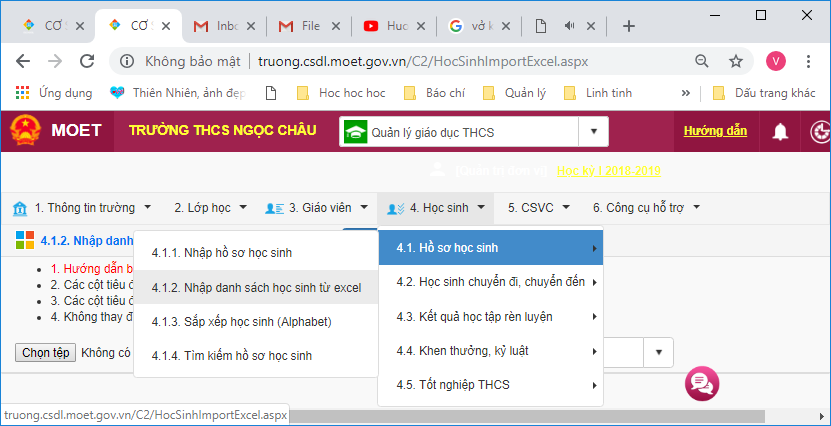 CƠ S
CƠ S
Inbo
File
Huc
vở k
Không bảo mật | truong.csdl.moet.gov.vn/C2/HocSinhImportExcel.aspx
V
Ứng dụng
Thiên Nhiên, ảnh đẹp
Hoc hoc hoc
Báo chí
Quản lý
Linh tinh
»
Dấu trang khác
MOET
TRƯỜNG THCS NGỌC CHÂU
Quản lý giáo dục THCS
Hướng dẫn
(Quản trị đơn vị) Học kỳ I 2018-2019
1. Thông tin trường
2. Lớp học
3. Giáo viên
4. Học sinh
5. CSVC
6. Công cụ hỗ trợ
4.1.2. Nhập danh
1. Hướng dẫn b
2. Các cột tiêu đ
3. Các cột tiêu đ
4. Không thay đ
Chọn tệp Không có
4.1.1. Nhập hồ sơ học sinh
4.1.2. Nhập danh sách học sinh từ excel
4.1.3. Sắp xếp học sinh (Alphabet)
4.1.4. Tìm kiếm hồ sơ học sinh
4.1. Hồ sơ học sinh
4.2. Học sinh chuyển đi, chuyển đến
4.3. Kết quả học tập rèn luyện
4.4. Khen thưởng, kỷ luật
4.5. Tốt nghiệp THCS
truong.csdl.moet.gov.vn/C2/HocSinhImportExcel.aspx